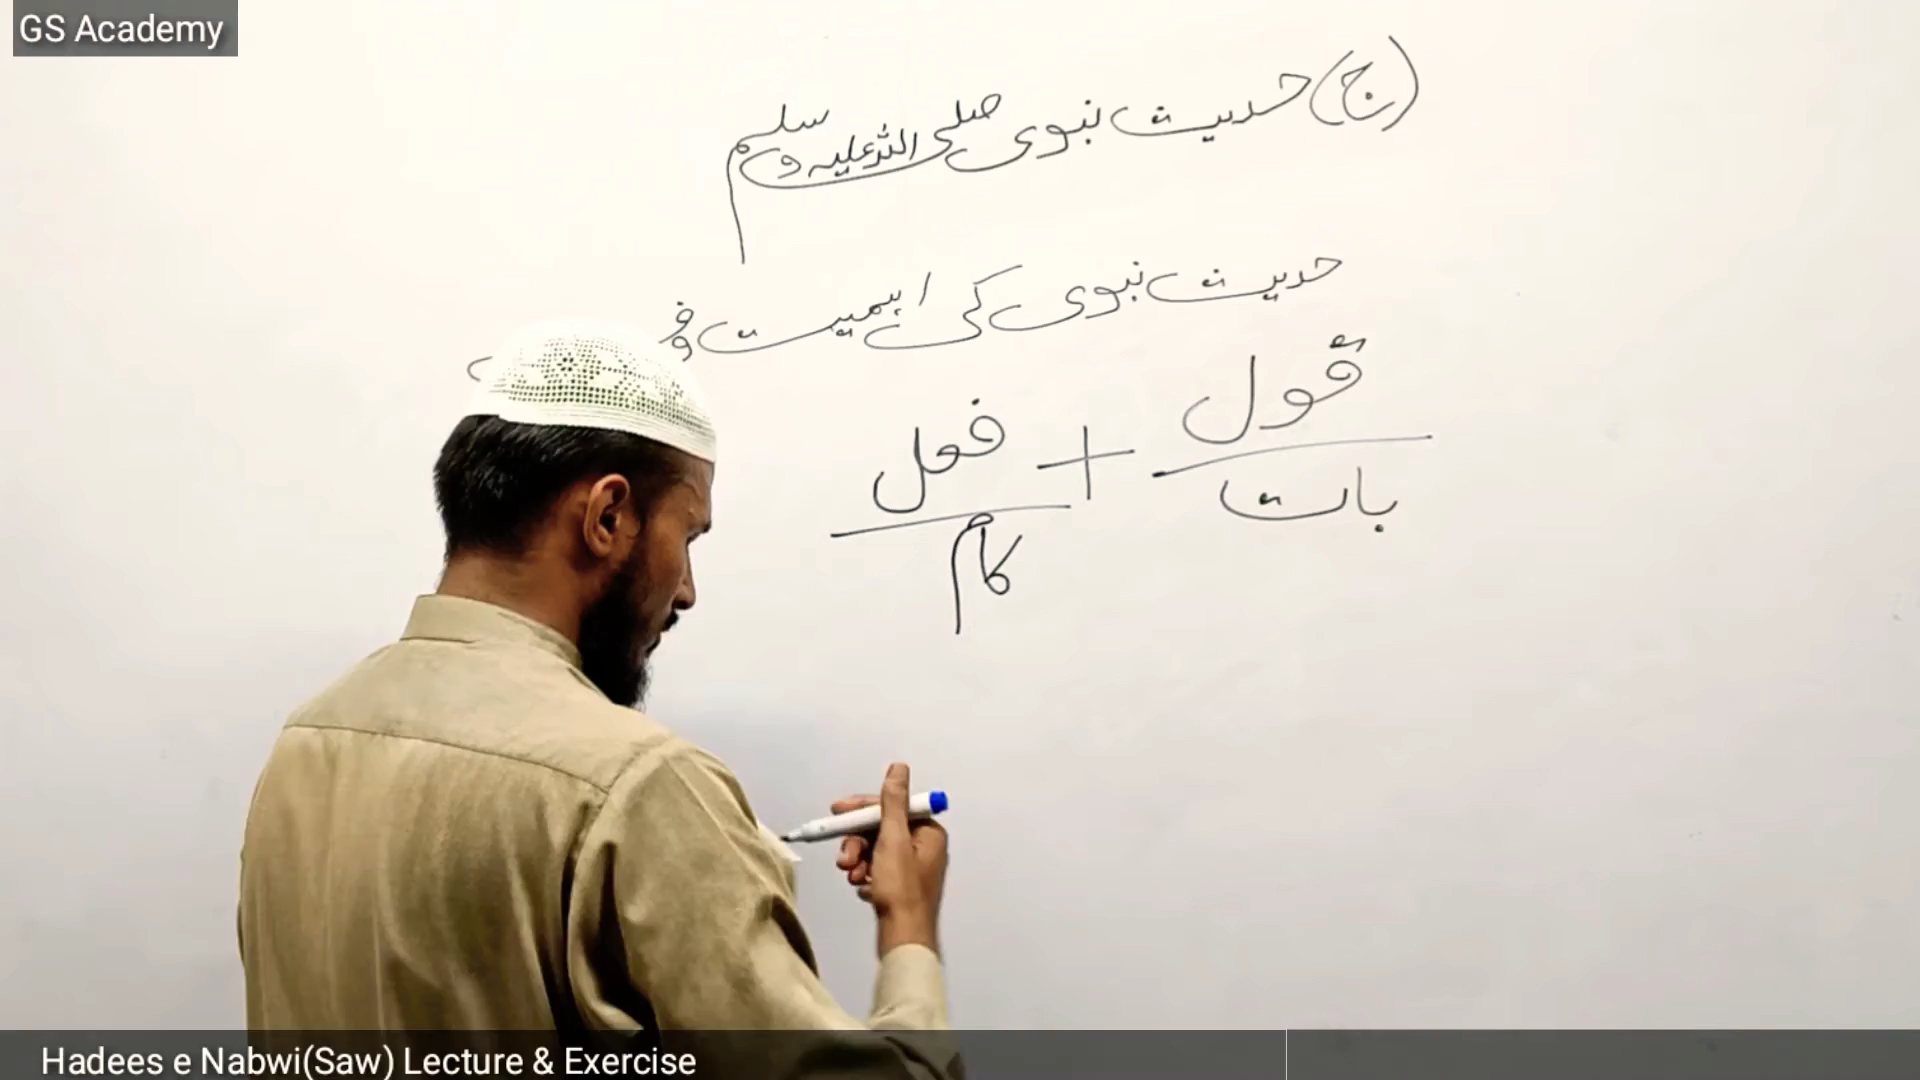 GS Academy
(ج) حدیث نبوی صلی اللہ علیہ وسلم
حدیث نبوی کی اہمیت و
قول + فعل
بات کام
Hadees e Nabwi(Saw) Lecture & Exercise